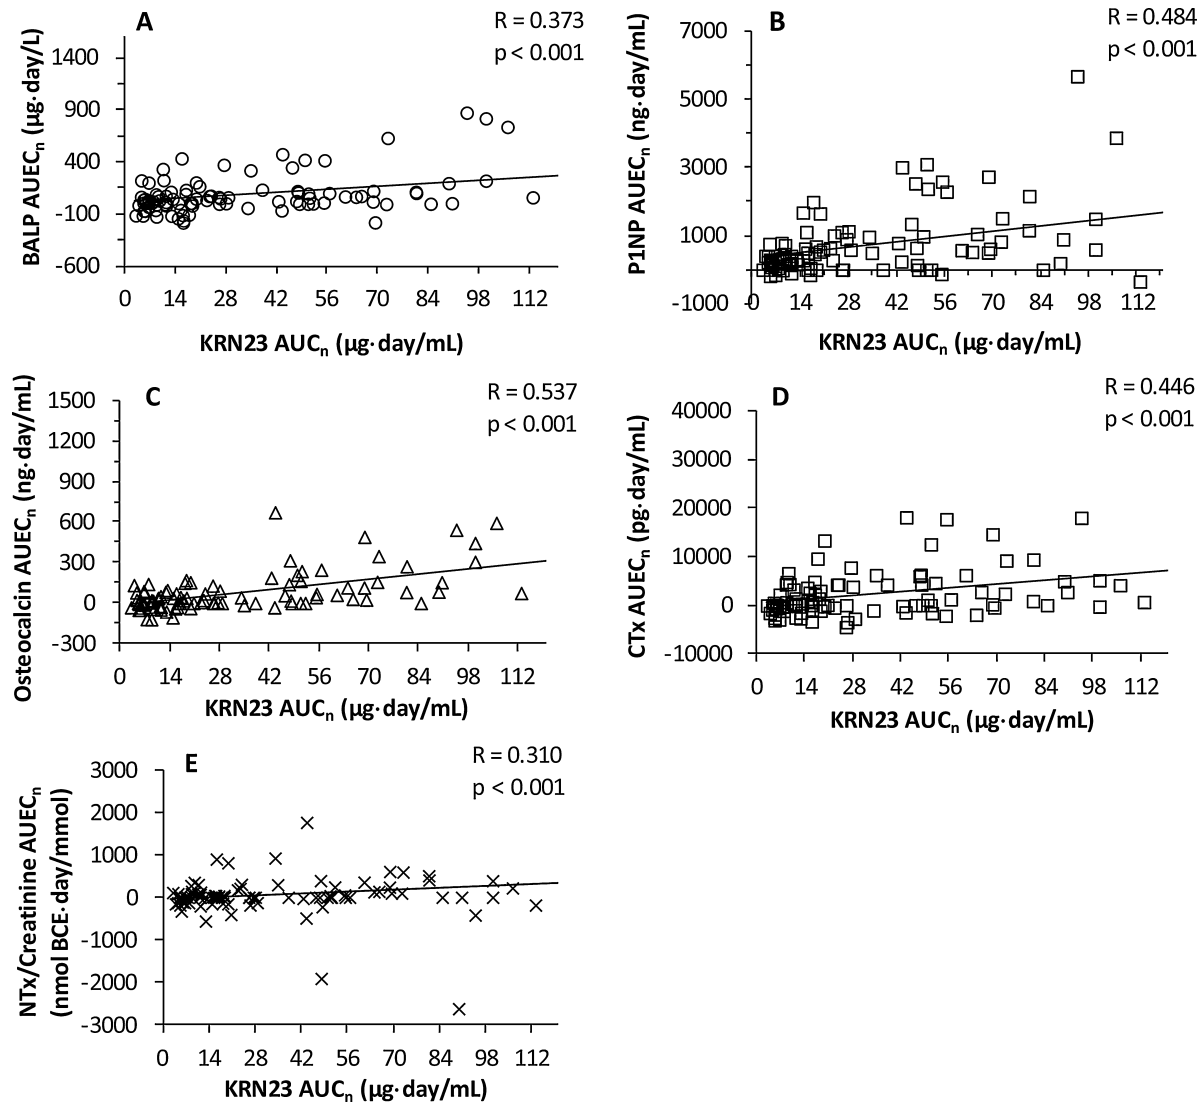 A
R = 0.373
p < 0.001
BALP AUECn (µg·day/L)
1400
900
400
-100
-600
0 14 28 42 56 70 84 98 112
KRN23 AUCn (µg·day/mL)
B
R = 0.484
p < 0.001
P1NP AUECn (ng·day/mL)
7000
5000
3000
1000
-1000
0 14 28 42 56 70 84 98 112
KRN23 AUCn (µg·day/mL)
C
R = 0.537
p < 0.001
Osteocalcin AUECn (ng·day/mL)
1500
1200
900
600
300
0
-300
0 14 28 42 56 70 84 98 112
KRN23 AUCn (µg·day/mL)
D
R = 0.446
p < 0.001
CTx AUECn (pg·day/mL)
40000
30000
20000
10000
0
-10000
0 14 28 42 56 70 84 98 112
KRN23 AUCn (µg·day/mL)
E
R = 0.310
p < 0.001
NTx/Creatinine AUECn
(nmol BCE·day/mmol)
3000
2000
1000
0
-1000
-2000
-3000
0 14 28 42 56 70 84 98 112
KRN23 AUCn (µg·day/mL)